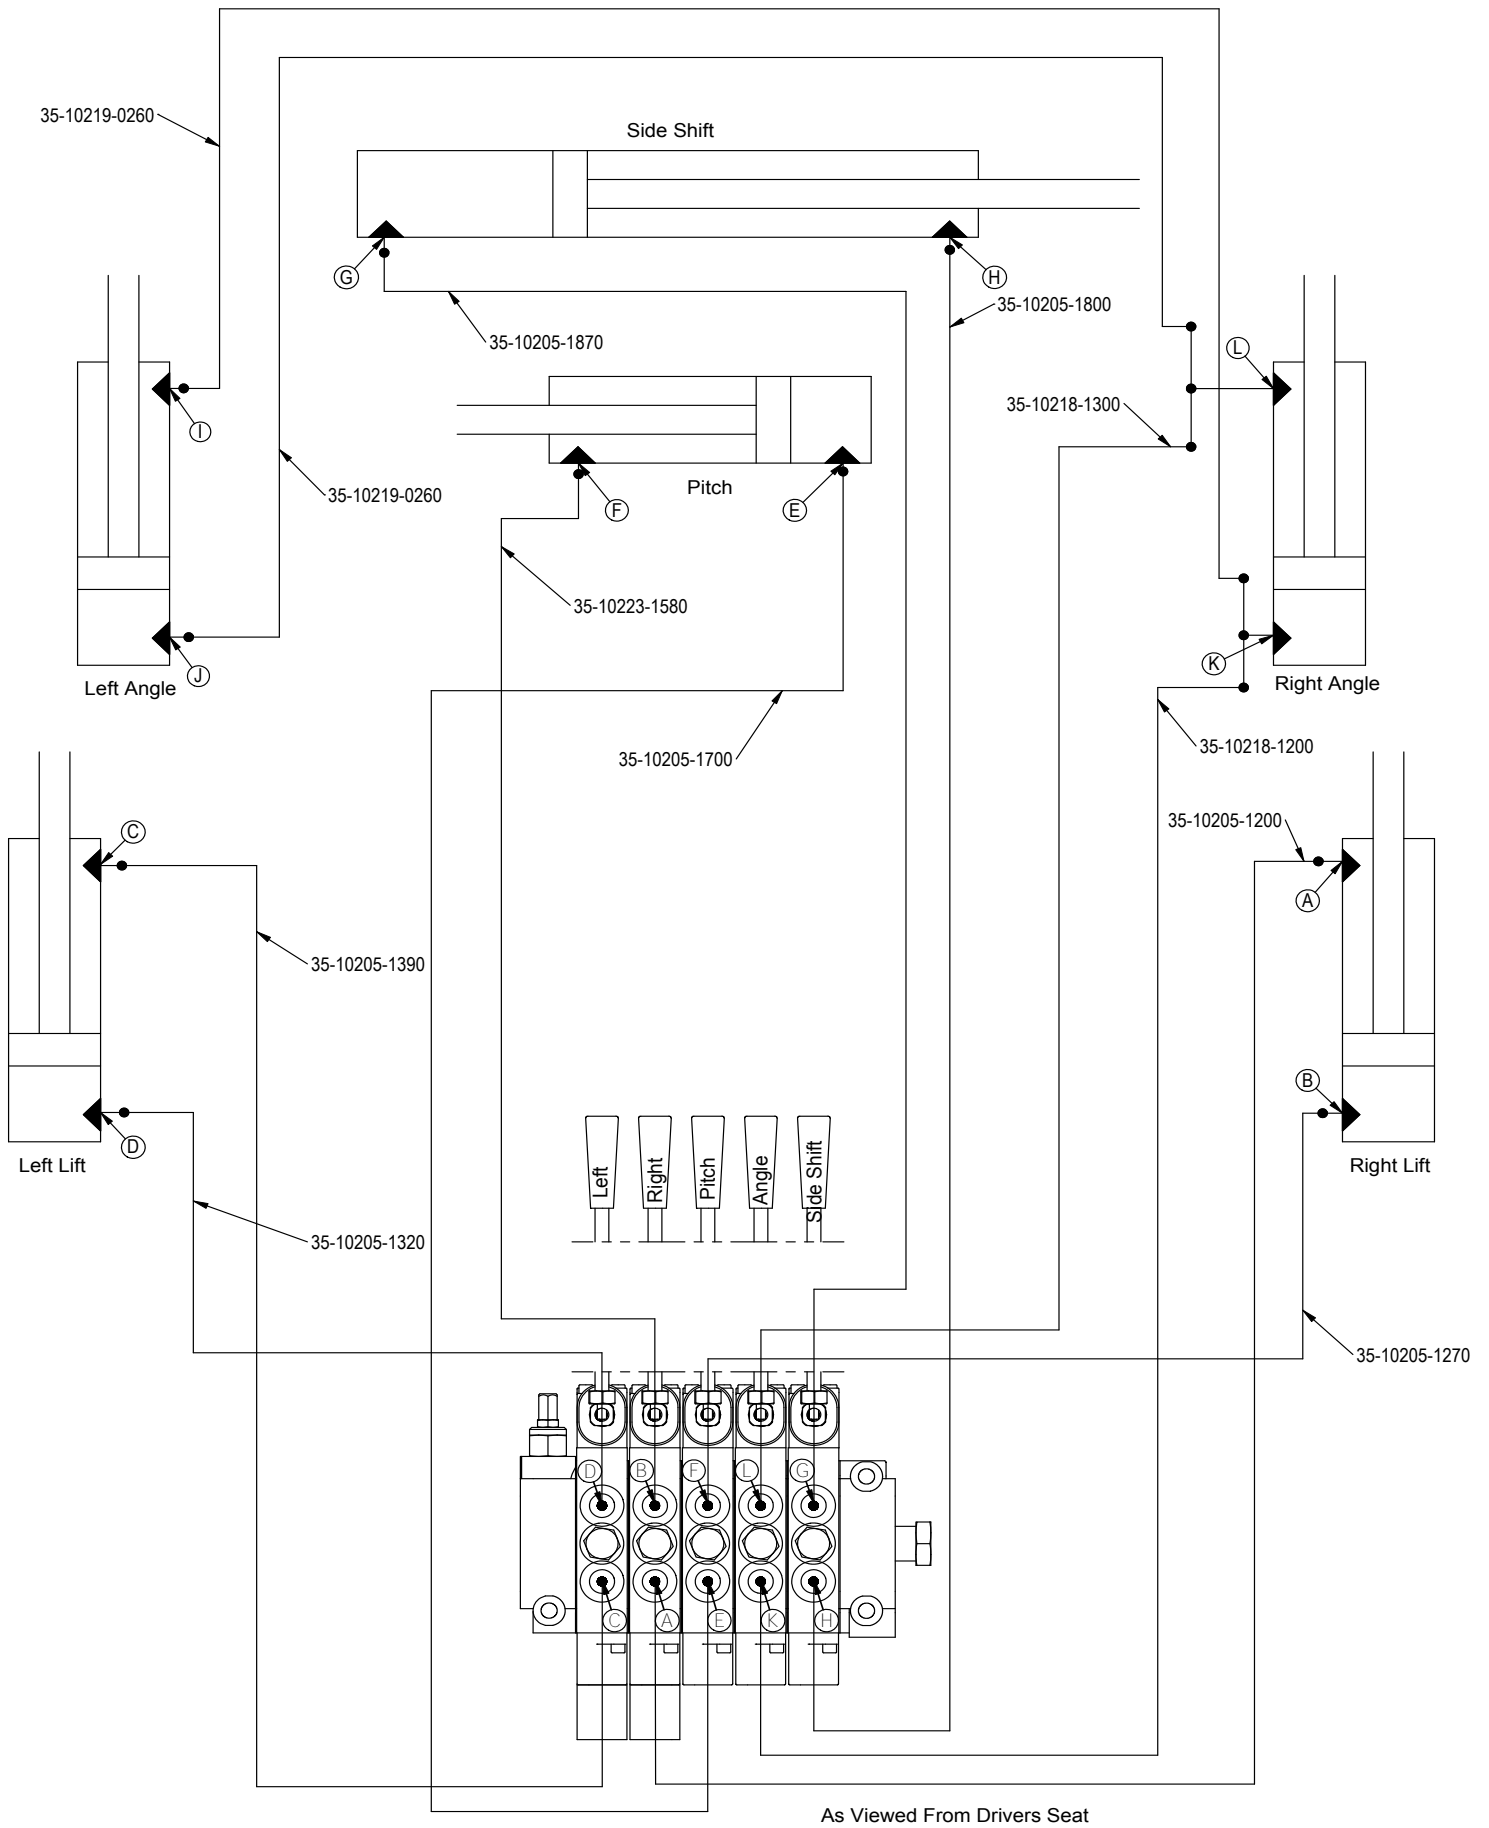 35-10219-0260
Side Shift
G
H
35-10205-1800
35-10205-1870
L
35-10218-1300
I
Pitch
35-10219-0260
F
E
35-10223-1580
K
J
Left Angle
Right Angle
35-10218-1200
35-10205-1700
35-10205-1200
C
A
35-10205-1390
B
D
Left Lift
Right Lift
Left
Right
Pitch
Angle
Side Shift
35-10205-1320
35-10205-1270
D B F L G
C A E K H
As Viewed From Drivers Seat